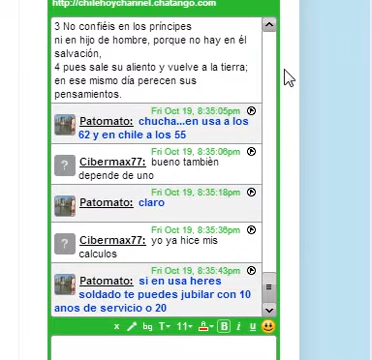 http://chilehoychannel.chatango.com
3 No confiéis en los príncipes
ni en hijo de hombre, porque no hay en él
salvación,
4 pues sale su aliento y vuelve a la tierra;
en ese mismo día perecen sus
pensamientos.
Fri Oct 19, 8:35:05pm
Patomato: chucha...en usa a los
62 y en chile a los 55
Fri Oct 19, 8:35:06pm
Cibermax77: bueno tambièn
depende de uno
Fri Oct 19, 8:35:18pm
Patomato: claro
Fri Oct 19, 8:35:36pm
Cibermax77: yo ya hice mis
calculos
Fri Oct 19, 8:35:43pm
Patomato: si en usa heres
soldado te puedes jubilar con 10
anos de servicio o 20
x bg T 11 A B I U